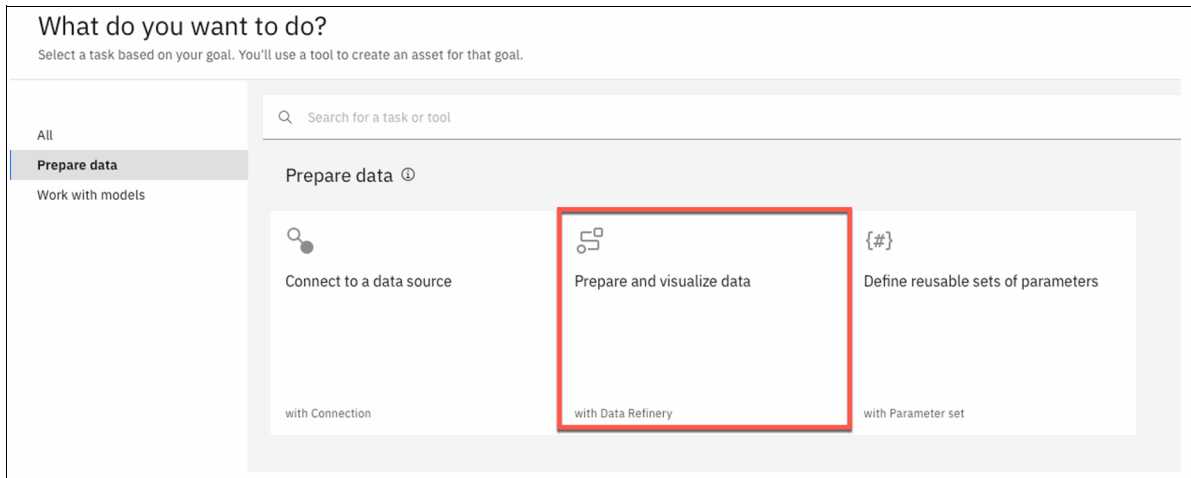 What do you want to do?
Select a task based on your goal. You'll use a tool to create an asset for that goal.
All
Prepare data
Work with models
Search for a task or tool
Prepare data
Connect to a data source
with Connection
Prepare and visualize data
with Data Refinery
{#}
Define reusable sets of parameters
with Parameter set